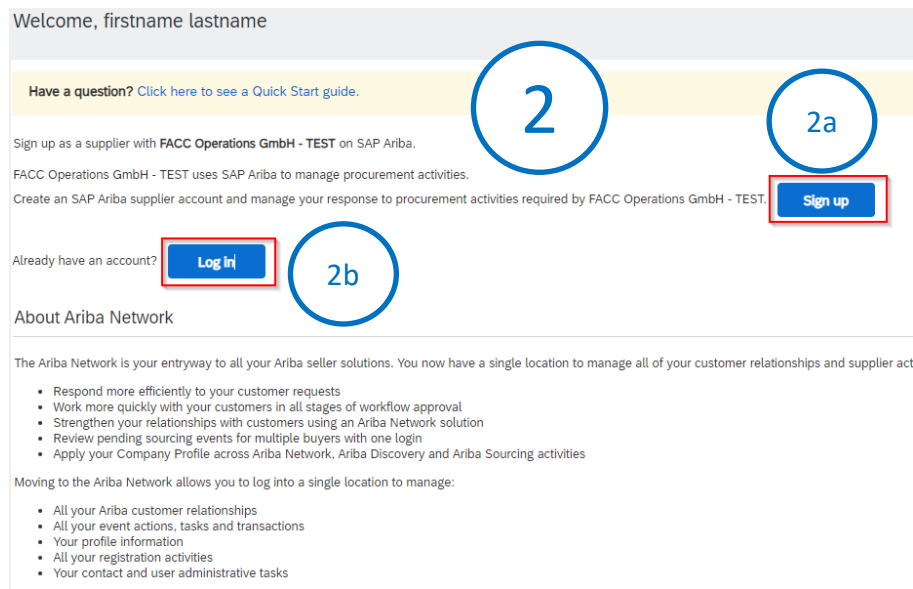 Welcome, firstname lastname
Have a question? Click here to see a Quick Start guide.
2
2a
Sign up as a supplier with FACC Operations GmbH - TEST on SAP Ariba.
FACC Operations GmbH - TEST uses SAP Ariba to manage procurement activities.
Create an SAP Ariba supplier account and manage your response to procurement activities required by FACC Operations GmbH - TEST. Sign up
Already have an account? Log in
2b
About Ariba Network
The Ariba Network is your entryway to all your Ariba seller solutions. You now have a single location to manage all of your customer relationships and supplier act
• Respond more efficiently to your customer requests
• Work more quickly with your customers in all stages of workflow approval
• Strengthen your relationships with customers using an Ariba Network solution
• Review pending sourcing events for multiple buyers with one login
• Apply your Company Profile across Ariba Network, Ariba Discovery and Ariba Sourcing activities
Moving to the Ariba Network allows you to log into a single location to manage:
• All your Ariba customer relationships
• All your event actions, tasks and transactions
• Your profile information
• All your registration activities
• Your contact and user administrative tasks